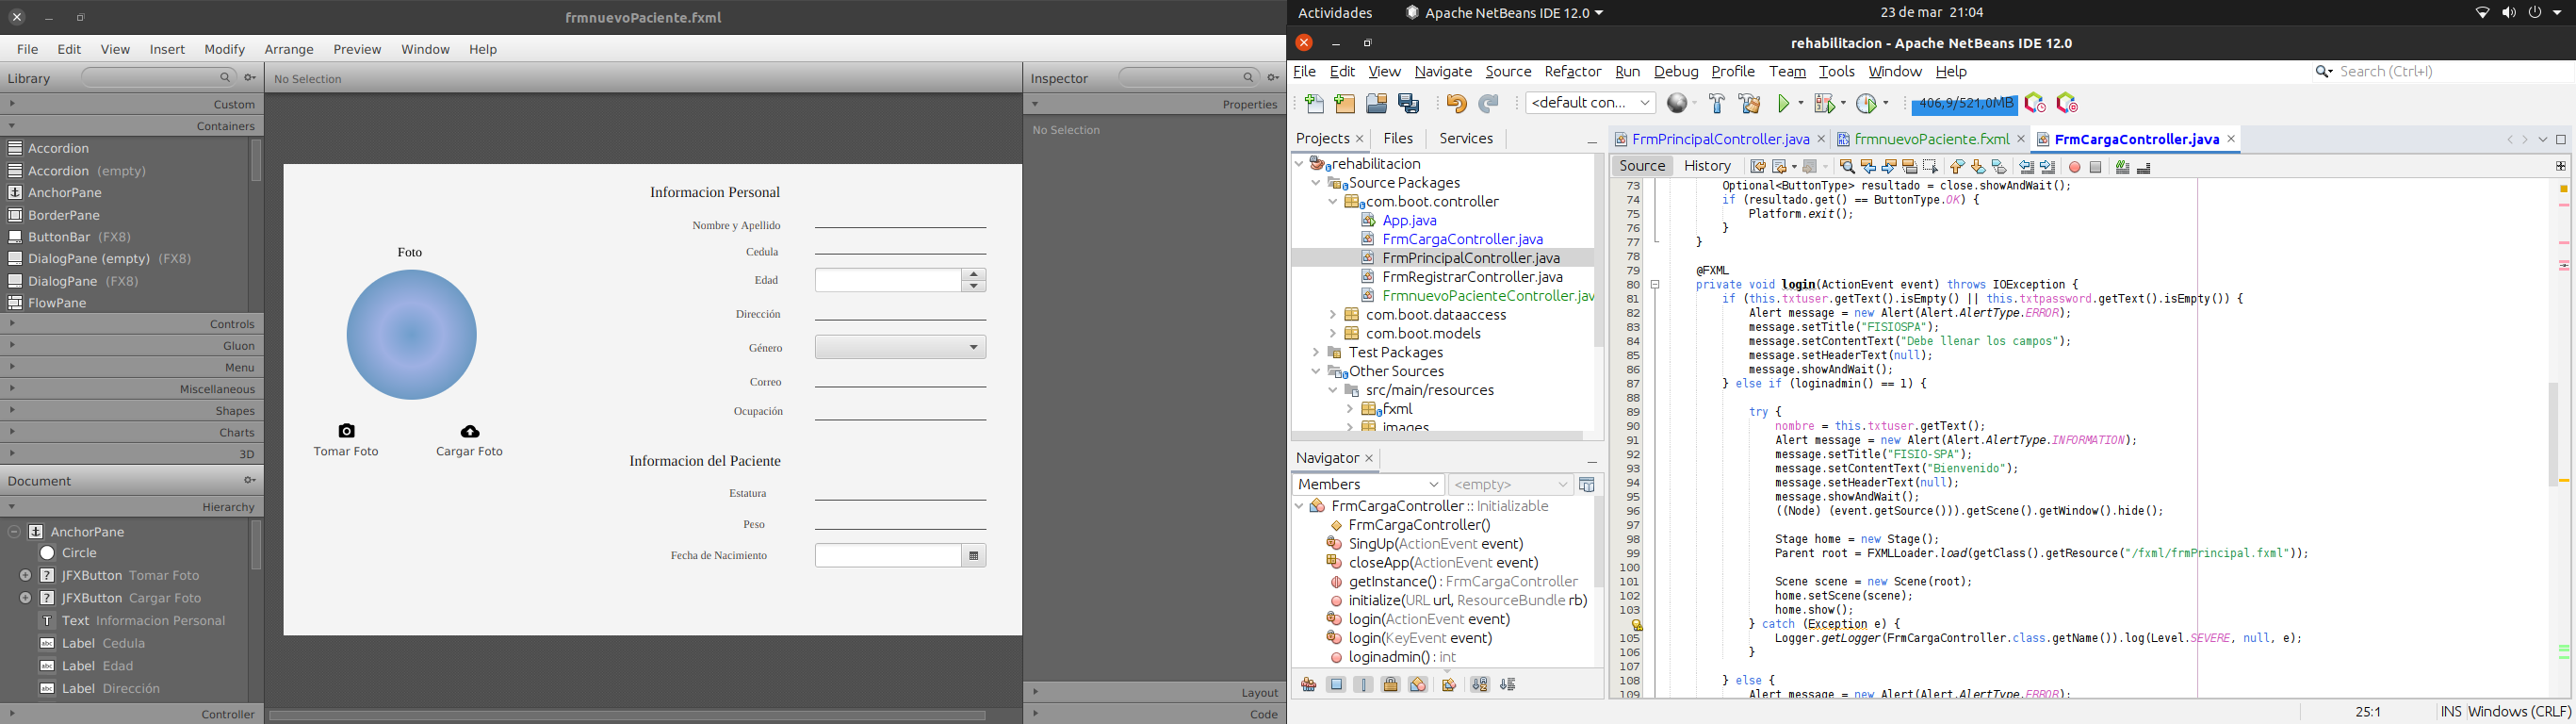 frmnuevoPaciente.fxml
File Edit View Insert Modify Arrange Preview Window Help
Library
No Selection
Inspector
Custom
Containers
Accordion
Accordion (empty)
AnchorPane
BorderPane
ButtonBar (FX8)
DialogPane (empty) (FX8)
DialogPane (FX8)
FlowPane
Controls
Gluon
Menu
Miscellaneous
Shapes
Charts
3D
Document
Hierarchy
AnchorPane
Circle
JFXButton Tomar Foto
JFXButton Cargar Foto
Text Informacion Personal
Label Cedula
Label Edad
Label Dirección
Controller
Foto
Tomar Foto
Cargar Foto
Informacion Personal
Nombre y Apellido
Cedula
Edad
Dirección
Género
Correo
Ocupación
Informacion del Paciente
Estatura
Peso
Fecha de Nacimiento
Properties
No Selection
Layout
Code
Actividades Apache NetBeans IDE 12.0 23 de mar 21:04
rehabilitacion - Apache NetBeans IDE 12.0
File Edit View Navigate Source Refactor Run Debug Profile Team Tools Window Help
Search (Ctrl+I)
<default con...
406,9/521,0MB
Projects Files Services
rehabilitacion
Source Packages
com.boot.controller
App.java
FrmCargaController.java
FrmPrincipalController.java
FrmRegistrarController.java
FrmnuevoPacienteController.jav
com.boot.dataaccess
com.boot.models
Test Packages
Other Sources
src/main/resources
fxml
images
Navigator
Members
<empty>
FrmCargaController :: Initializable
FrmCargaController()
SingUp(ActionEvent event)
closeApp(ActionEvent event)
getInstance() : FrmCargaController
initialize(URL url, ResourceBundle rb)
login(ActionEvent event)
login(KeyEvent event)
loginadmin() : int
FrmPrincipalController.java frmnuevoPaciente.fxml FrmCargaController.java
Source History
73 Optional<ButtonType> resultado = close.showAndWait();
74 if (resultado.get() == ButtonType.OK) {
75 Platform.exit();
76 }
77 }
78
79 @FXML
80 private void login(ActionEvent event) throws IOException {
81 if (this.txtuser.getText().isEmpty() || this.txtpassword.getText().isEmpty()) {
82 Alert message = new Alert(Alert.AlertType.ERROR);
83 message.setTitle("FISIOSPA");
84 message.setContentText("Debe llenar los campos");
85 message.setHeaderText(null);
86 message.showAndWait();
87 } else if (loginadmin() == 1) {
88
89 try {
90 nombre = this.txtuser.getText();
91 Alert message = new Alert(Alert.AlertType.INFORMATION);
92 message.setTitle("FISIO-SPA");
93 message.setContentText("Bienvenido");
94 message.setHeaderText(null);
95 message.showAndWait();
96 ((Node) (event.getSource())).getScene().getWindow().hide();
97
98 Stage home = new Stage();
99 Parent root = FXMLLoader.load(getClass().getResource("/fxml/frmPrincipal.fxml"));
100
101 Scene scene = new Scene(root);
102 home.setScene(scene);
103 home.show();
} catch (Exception e) {
105 Logger.getLogger(FrmCargaController.class.getName()).log(Level.SEVERE, null, e);
106 }
107
108 } else {
109 Alert message = new Alert(Alert.AlertType.ERROR);
25:1 INS Windows (CRLF)